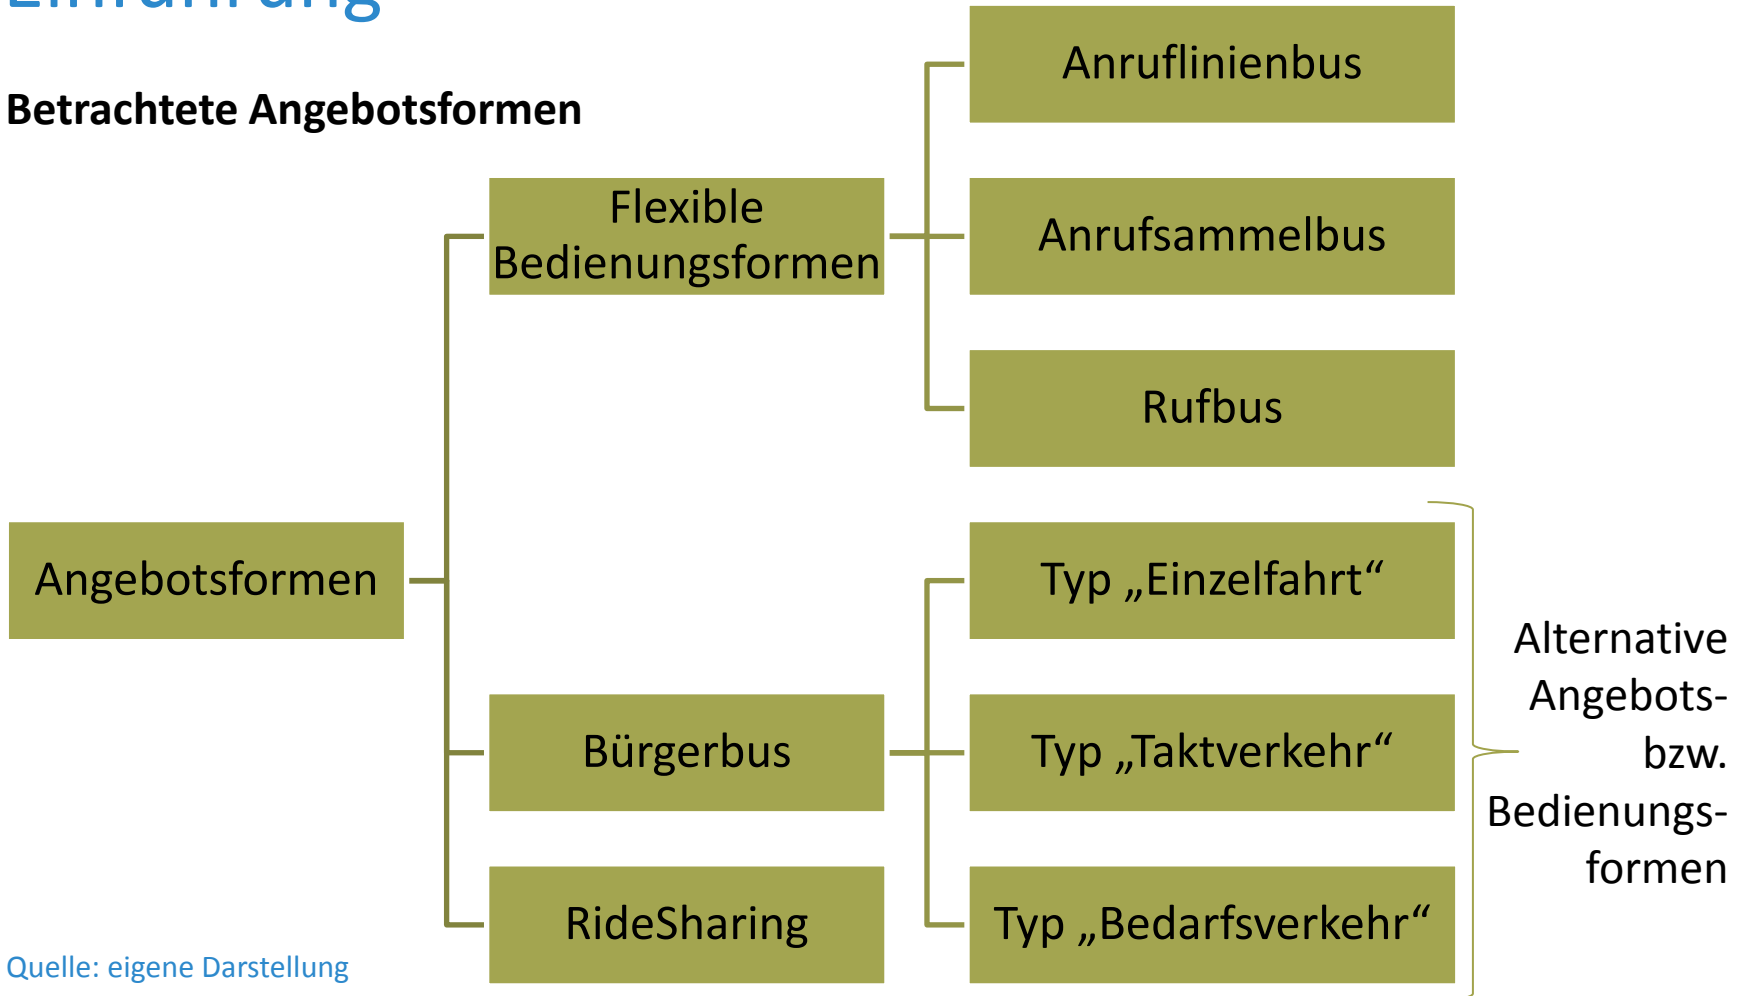 Einführung
Betrachtete Angebotsformen
Anruflinienbus
Flexible
Bedienungsformen
Anrufsammelbus
Rufbus
Angebotsformen
Typ „Einzelfahrt“
Bürgerbus
Typ „Taktverkehr“
RideSharing
Typ „Bedarfsverkehr“
Alternative
Angebots-
bzw.
Bedienungs-
formen
Quelle: eigene Darstellung